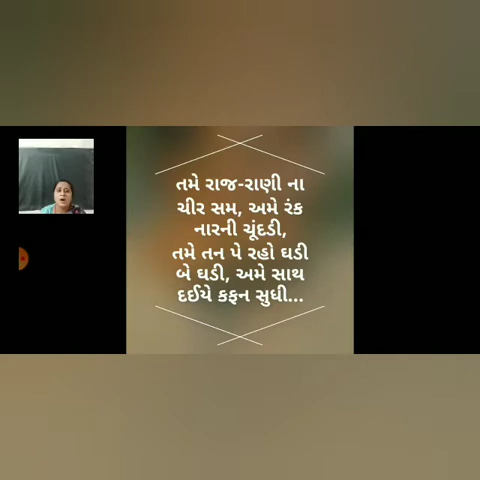 તમે રાજ-રાણી ના
ચીર સમ, અમે રંક
નારની ચૂંદડી,
તમે તન પે રહો ઘડી
બે ઘડી, અમે સાથ
દઈયે કફન સુધી...